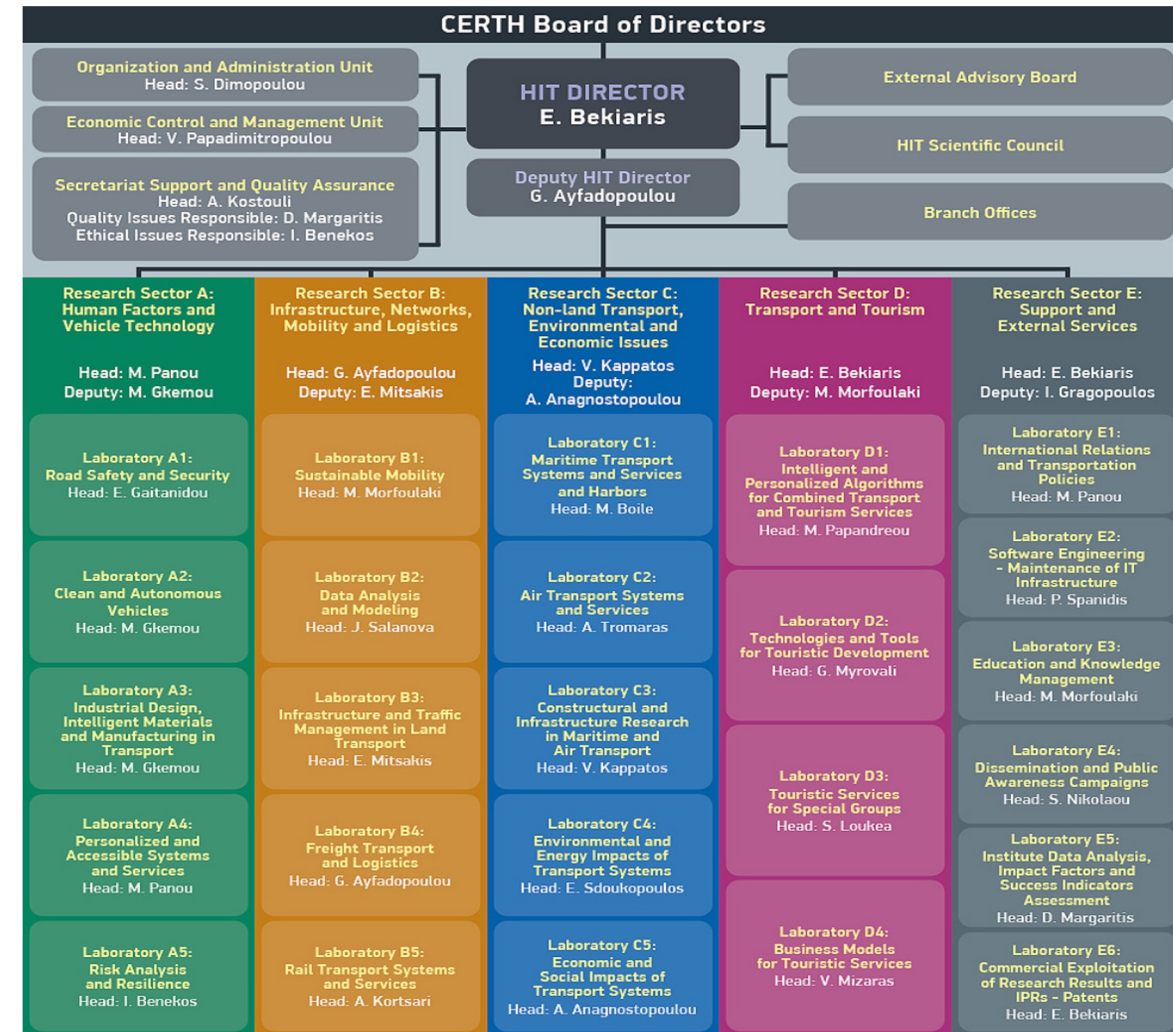 CERTH Board of Directors
Organization and Administration Unit
Head: S. Dimopoulou
Economic Control and Management Unit
Head: V. Papadimitropoulou
Secretariat Support and Quality Assurance
Head: A. Kostouli
Quality Issues Responsible: D. Margaritis
Ethical Issues Responsible: I. Benekos
HIT DIRECTOR
E. Bekiaris
Deputy HIT Director
G. Ayfadopoulou
External Advisory Board
HIT Scientific Council
Branch Offices
Research Sector A:
Human Factors and
Vehicle Technology
Head: M. Panou
Deputy: M. Gkemou
Laboratory A1:
Road Safety and Security
Head: E. Gaitanidou
Laboratory A2:
Clean and Autonomous
Vehicles
Head: M. Gkemou
Laboratory A3:
Industrial Design,
Intelligent Materials
and Manufacturing in
Transport
Head: M. Gkemou
Laboratory A4:
Personalized and
Accessible Systems
and Services
Head: M. Panou
Laboratory A5:
Risk Analysis
and Resilience
Head: I. Benekos
Research Sector B:
Infrastructure, Networks,
Mobility and Logistics
Head: G. Ayfadopoulou
Deputy: E. Mitsakis
Laboratory B1:
Sustainable Mobility
Head: M. Morfoulaki
Laboratory B2:
Data Analysis
and Modeling
Head: J. Salanova
Laboratory B3:
Infrastructure and Traffic
Management in Land
Transport
Head: E. Mitsakis
Laboratory B4:
Freight Transport
and Logistics
Head: G. Ayfadopoulou
Laboratory B5:
Rail Transport Systems
and Services
Head: A. Kortsari
Research Sector C:
Non-land Transport,
Environmental and
Economic Issues
Head: V. Kappatos
Deputy:
A. Anagnostopoulou
Laboratory C1:
Maritime Transport
Systems and Services
and Harbors
Head: M. Boile
Laboratory C2:
Air Transport Systems
and Services
Head: A. Tromaras
Laboratory C3:
Constructural and
Infrastructure Research
in Maritime and
Air Transport
Head: V. Kappatos
Laboratory C4:
Environmental and
Energy Impacts of
Transport Systems
Head: E. Sdoukopoulos
Laboratory C5:
Economic and
Social Impacts of
Transport Systems
Head: A. Anagnostopoulou
Research Sector D:
Transport and Tourism
Head: E. Bekiaris
Deputy: M. Morfoulaki
Laboratory D1:
Intelligent and
Personalized Algorithms
for Combined Transport
and Tourism Services
Head: M. Papandreou
Laboratory D2:
Technologies and Tools
for Touristic Development
Head: G. Myrovali
Laboratory D3:
Touristic Services
for Special Groups
Head: S. Loukea
Laboratory D4:
Business Models
for Touristic Services
Head: V. Mizaras
Research Sector E:
Support and
External Services
Head: E. Bekiaris
Deputy: I. Gragopoulos
Laboratory E1:
International Relations
and Transportation
Policies
Head: M. Panou
Laboratory E2:
Software Engineering
- Maintenance of IT
Infrastructure
Head: P. Spanidis
Laboratory E3:
Education and Knowledge
Management
Head: M. Morfoulaki
Laboratory E4:
Dissemination and Public
Awareness Campaigns
Head: S. Nikolaou
Laboratory E5:
Institute Data Analysis,
Impact Factors and
Success Indicators
Assessment
Head: D. Margaritis
Laboratory E6:
Commercial Exploitation
of Research Results and
IPRs - Patents
Head: E. Bekiaris